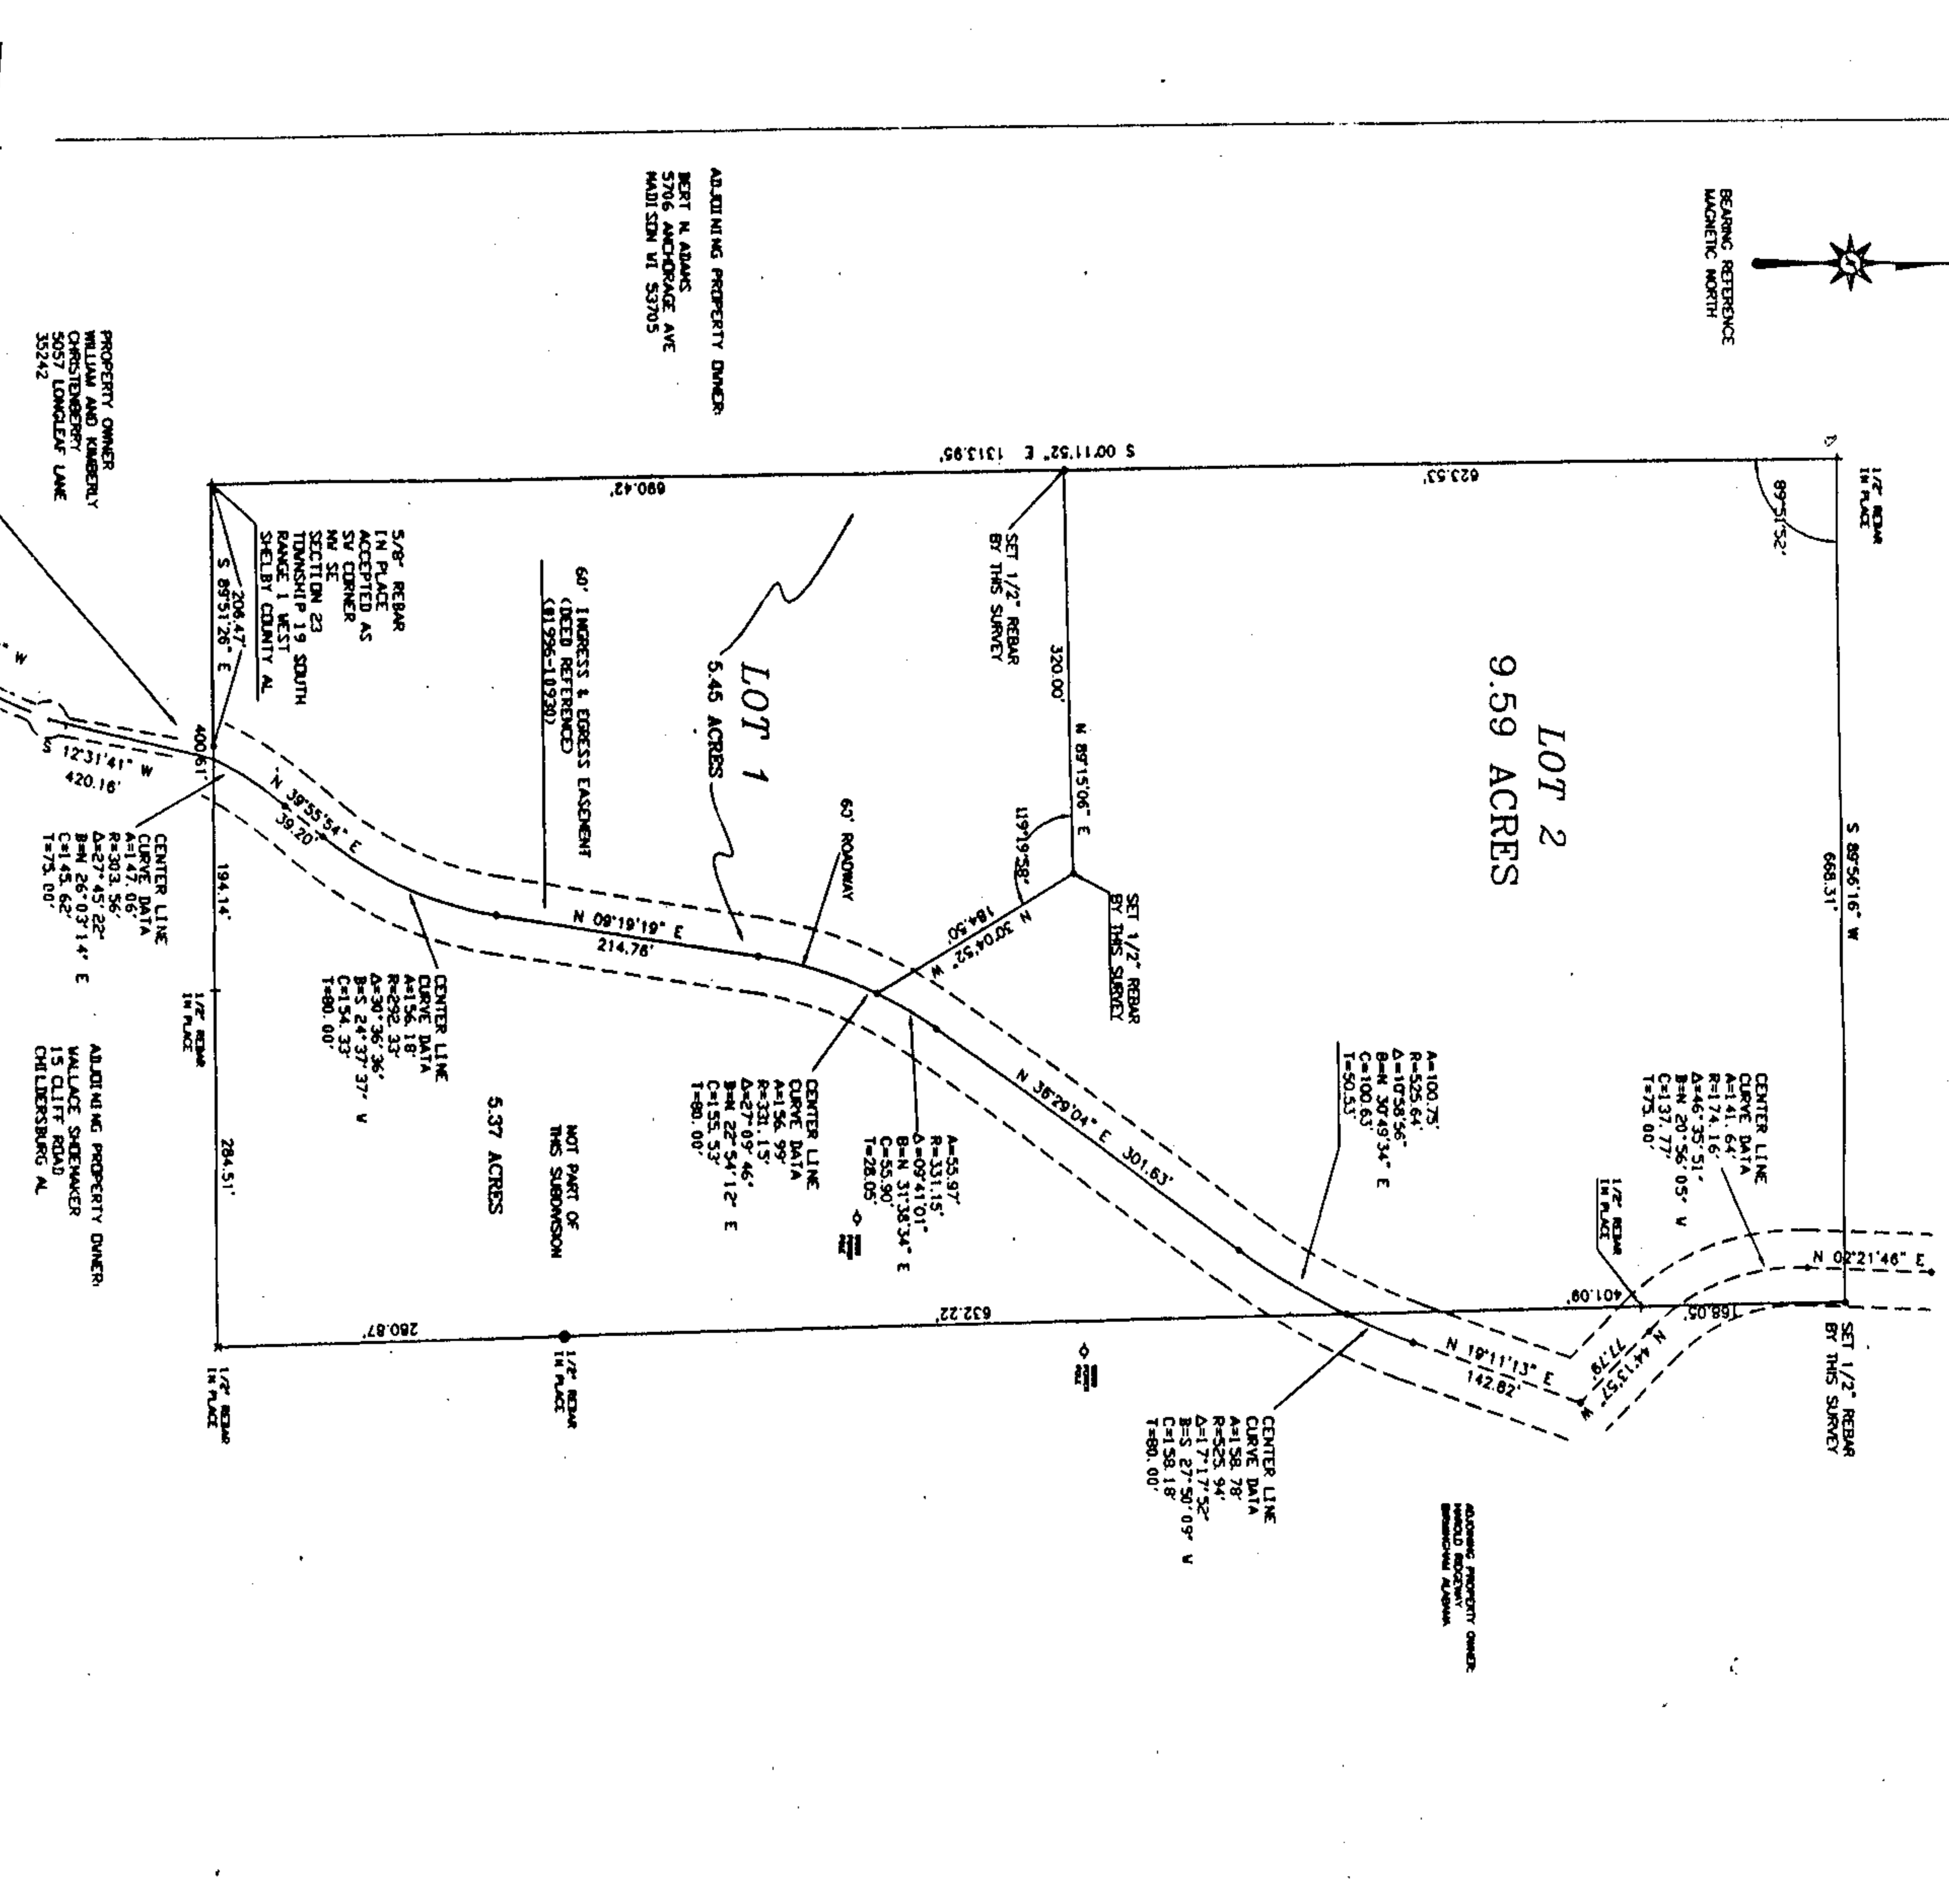 BEARING REFERENCE
MAGNETIC NORTH
1/2" REBAR
IN PLACE
89°51'52"
S 89°56'16" W
668.31'
SET 1/2" REBAR
BY THIS SURVEY
N 02°21'46" E
CENTER LINE
CURVE DATA
A=141.64'
R=174.16'
Δ=46°35'51"
B=N 20°56'05" W
C=137.77'
T=75.00'
1/2" REBAR
IN PLACE
168.05'
401.09'
N 44°13'57" W
77.79'
N 19°11'13" E
142.82'
LOT 2
9.59 ACRES
623.53'
S 00°11'52" E 1313.95'
690.42'
A=100.75'
R=525.64'
Δ=10°58'56"
B=N 30°49'34" E
C=100.63'
T=50.53'
CENTER LINE
CURVE DATA
A=158.78'
R=525.94'
Δ=17°17'52"
B=S 27°50'09" W
C=158.18'
T=80.00'
ADJOINING PROPERTY OWNER:
HAROLD RIDGEWAY
BIRMINGHAM ALABAMA
SET 1/2" REBAR
BY THIS SURVEY
320.00'
N 89°15'06" E
119°19'58"
SET 1/2" REBAR
BY THIS SURVEY
N 30°04'52" W
184.50'
N 36°29'04" E 301.63'
A=55.97'
R=331.15'
Δ=09°41'01"
B=N 31°38'34" E
C=55.90'
T=28.05'
CENTER LINE
CURVE DATA
A=156.99'
R=331.15'
Δ=27°09'46"
B=N 22°54'12" E
C=155.53'
T=80.00'
632.22'
60' ROADWAY
LOT 1
5.45 ACRES
ADJOINING PROPERTY OWNER:
BERT N. ADAMS
5706 ANCHORAGE AVE
MADISON WI 53705
60' INGRESS & EGRESS EASEMENT
(DEED REFERENCE)
(#1996-10930)
N 09°19'19" E
214.76'
NOT PART OF
THIS SUBDIVISION
5.37 ACRES
1/2" REBAR
IN PLACE
280.87'
CENTER LINE
CURVE DATA
A=156.18'
R=292.33'
Δ=30°36'36"
B=S 24°37'37" W
C=154.33'
T=80.00'
5/8" REBAR
IN PLACE
ACCEPTED AS
SW CORNER
NW SE
SECTION 23
TOWNSHIP 19 SOUTH
RANGE 1 WEST
SHELBY COUNTY AL
206.47'
S 89°51'26" E
N 39°55'54" E
39.20'
400.61'
194.14'
284.51'
1/2" REBAR
IN PLACE
1/2" REBAR
IN PLACE
CENTER LINE
CURVE DATA
A=147.06'
R=303.56'
Δ=27°45'22"
B=N 26°03'14" E
C=145.62'
T=75.00'
PROPERTY OWNER
WILLIAM AND KIMBERLY
CHRISTENBERRY
5057 LONGLEAF LANE
35242
S 12°31'41" W
420.16'
" W
ADJOINING PROPERTY OWNER:
WALLACE SHOEMAKER
15 CLIFF ROAD
CHILDERSBURG AL